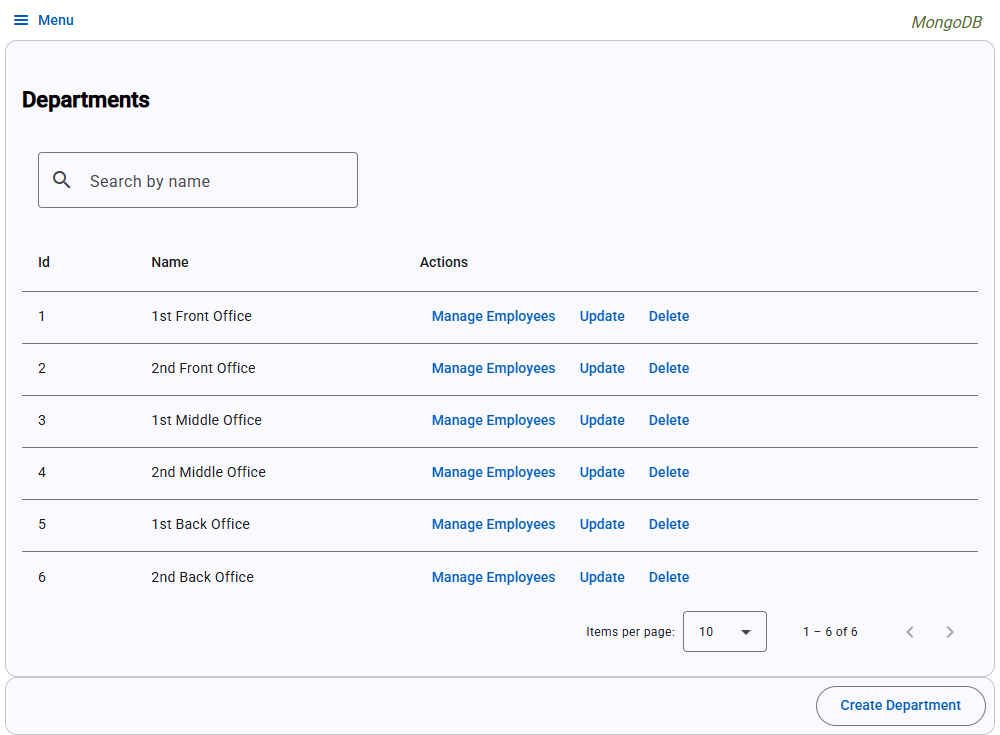 Menu
MongoDB
Departments
Search by name
Id Name Actions
1 1st Front Office Manage Employees Update Delete
2 2nd Front Office Manage Employees Update Delete
3 1st Middle Office Manage Employees Update Delete
4 2nd Middle Office Manage Employees Update Delete
5 1st Back Office Manage Employees Update Delete
6 2nd Back Office Manage Employees Update Delete
Items per page: 10 1 – 6 of 6
Create Department